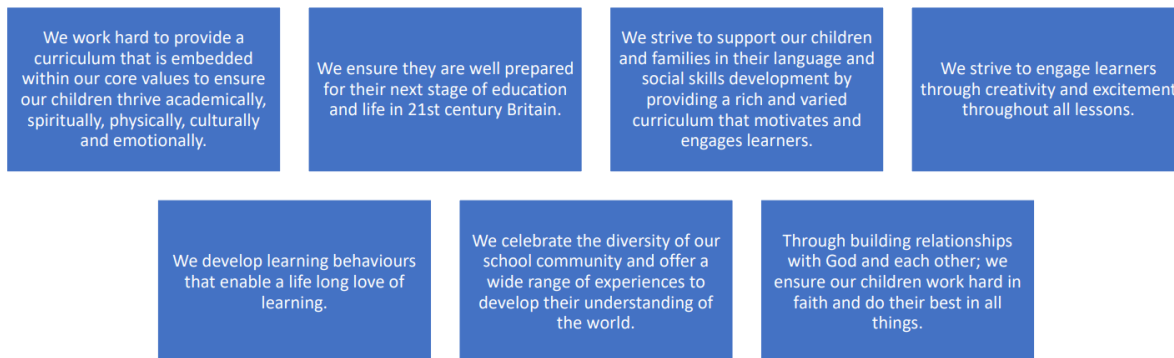 We work hard to provide a
curriculum that is embedded
within our core values to ensure
our children thrive academically,
spiritually, physically, culturally
and emotionally.
We ensure they are well prepared
for their next stage of education
and life in 21st century Britain.
We strive to support our children
and families in their language and
social skills development by
providing a rich and varied
curriculum that motivates and
engages learners.
We strive to engage learners
through creativity and excitement
throughout all lessons.
We develop learning behaviours
that enable a life long love of
learning.
We celebrate the diversity of our
school community and offer a
wide range of experiences to
develop their understanding of
the world.
Through building relationships
with God and each other; we
ensure our children work hard in
faith and do their best in all
things.